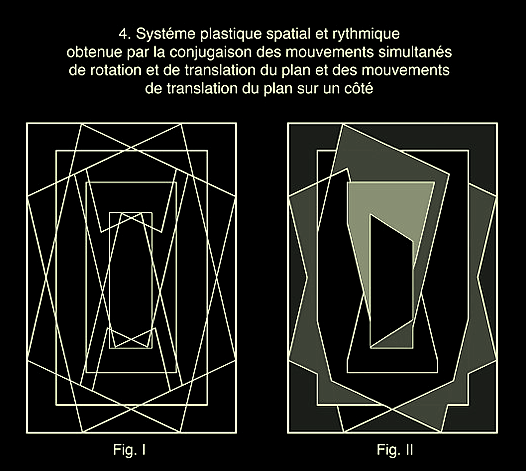 4. Systéme plastique spatial et rythmique
obtenue par la conjugaison des mouvements simultanés
de rotation et de translation du plan et des mouvements
de translation du plan sur un côté
Fig. I
Fig. II